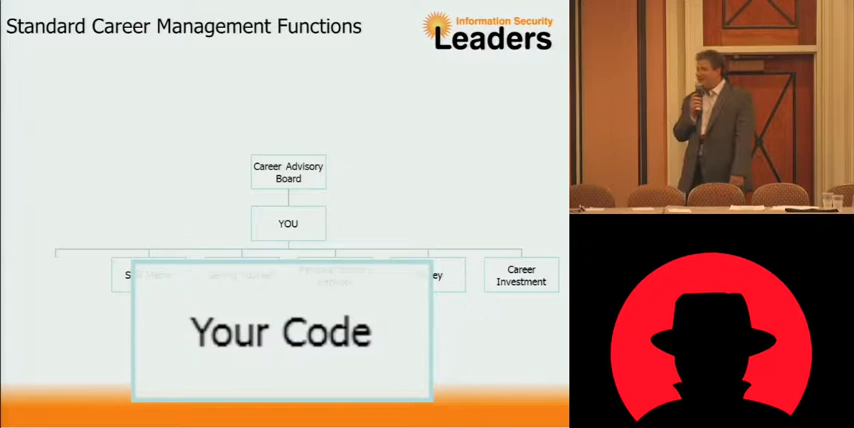 Standard Career Management Functions
Information Security
Leaders
Career Advisory
Board
YOU
Career
Investment
Your Code